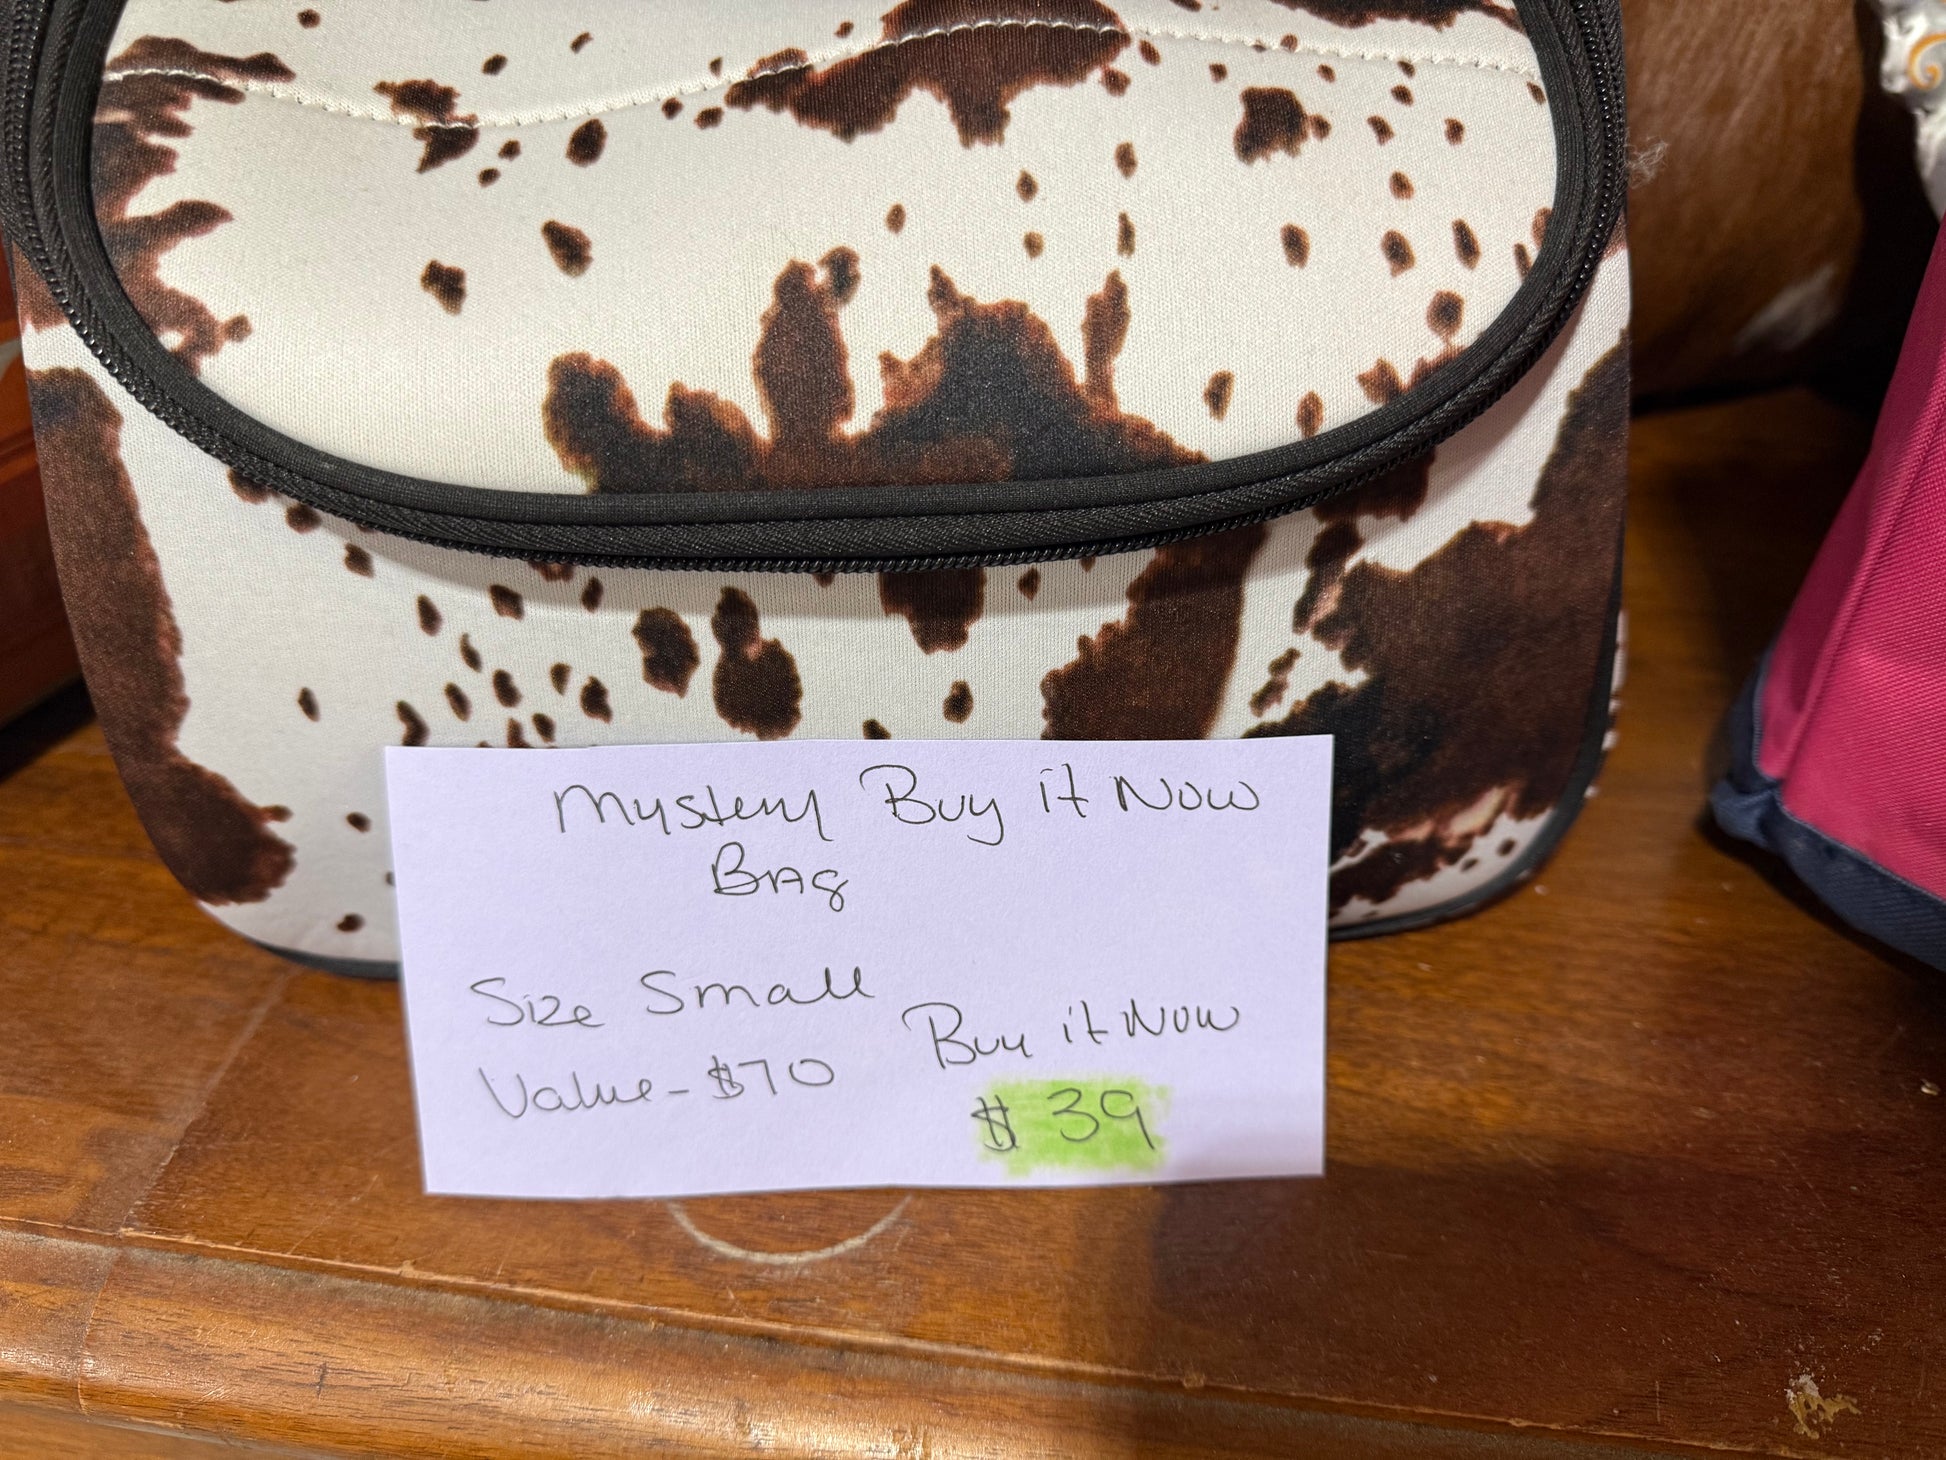 Mystery Buy it Now
Bag
Size Small
Value - $70
Buy it Now
$ 39